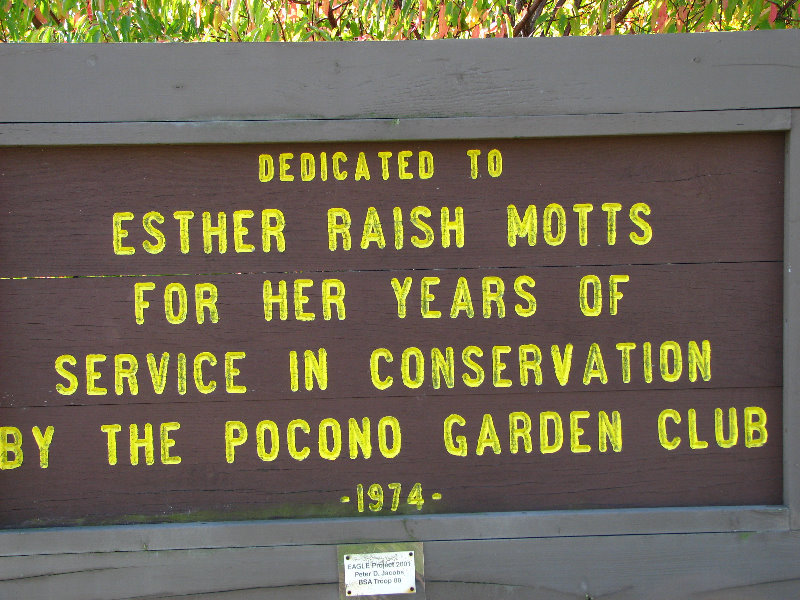 DEDICATED TO
ESTHER RAISH MOTTS
FOR HER YEARS OF
SERVICE IN CONSERVATION
BY THE POCONO GARDEN CLUB
-1974-
EAGLE Project 2001
Peter D. Jacobs
BSA Troop 89